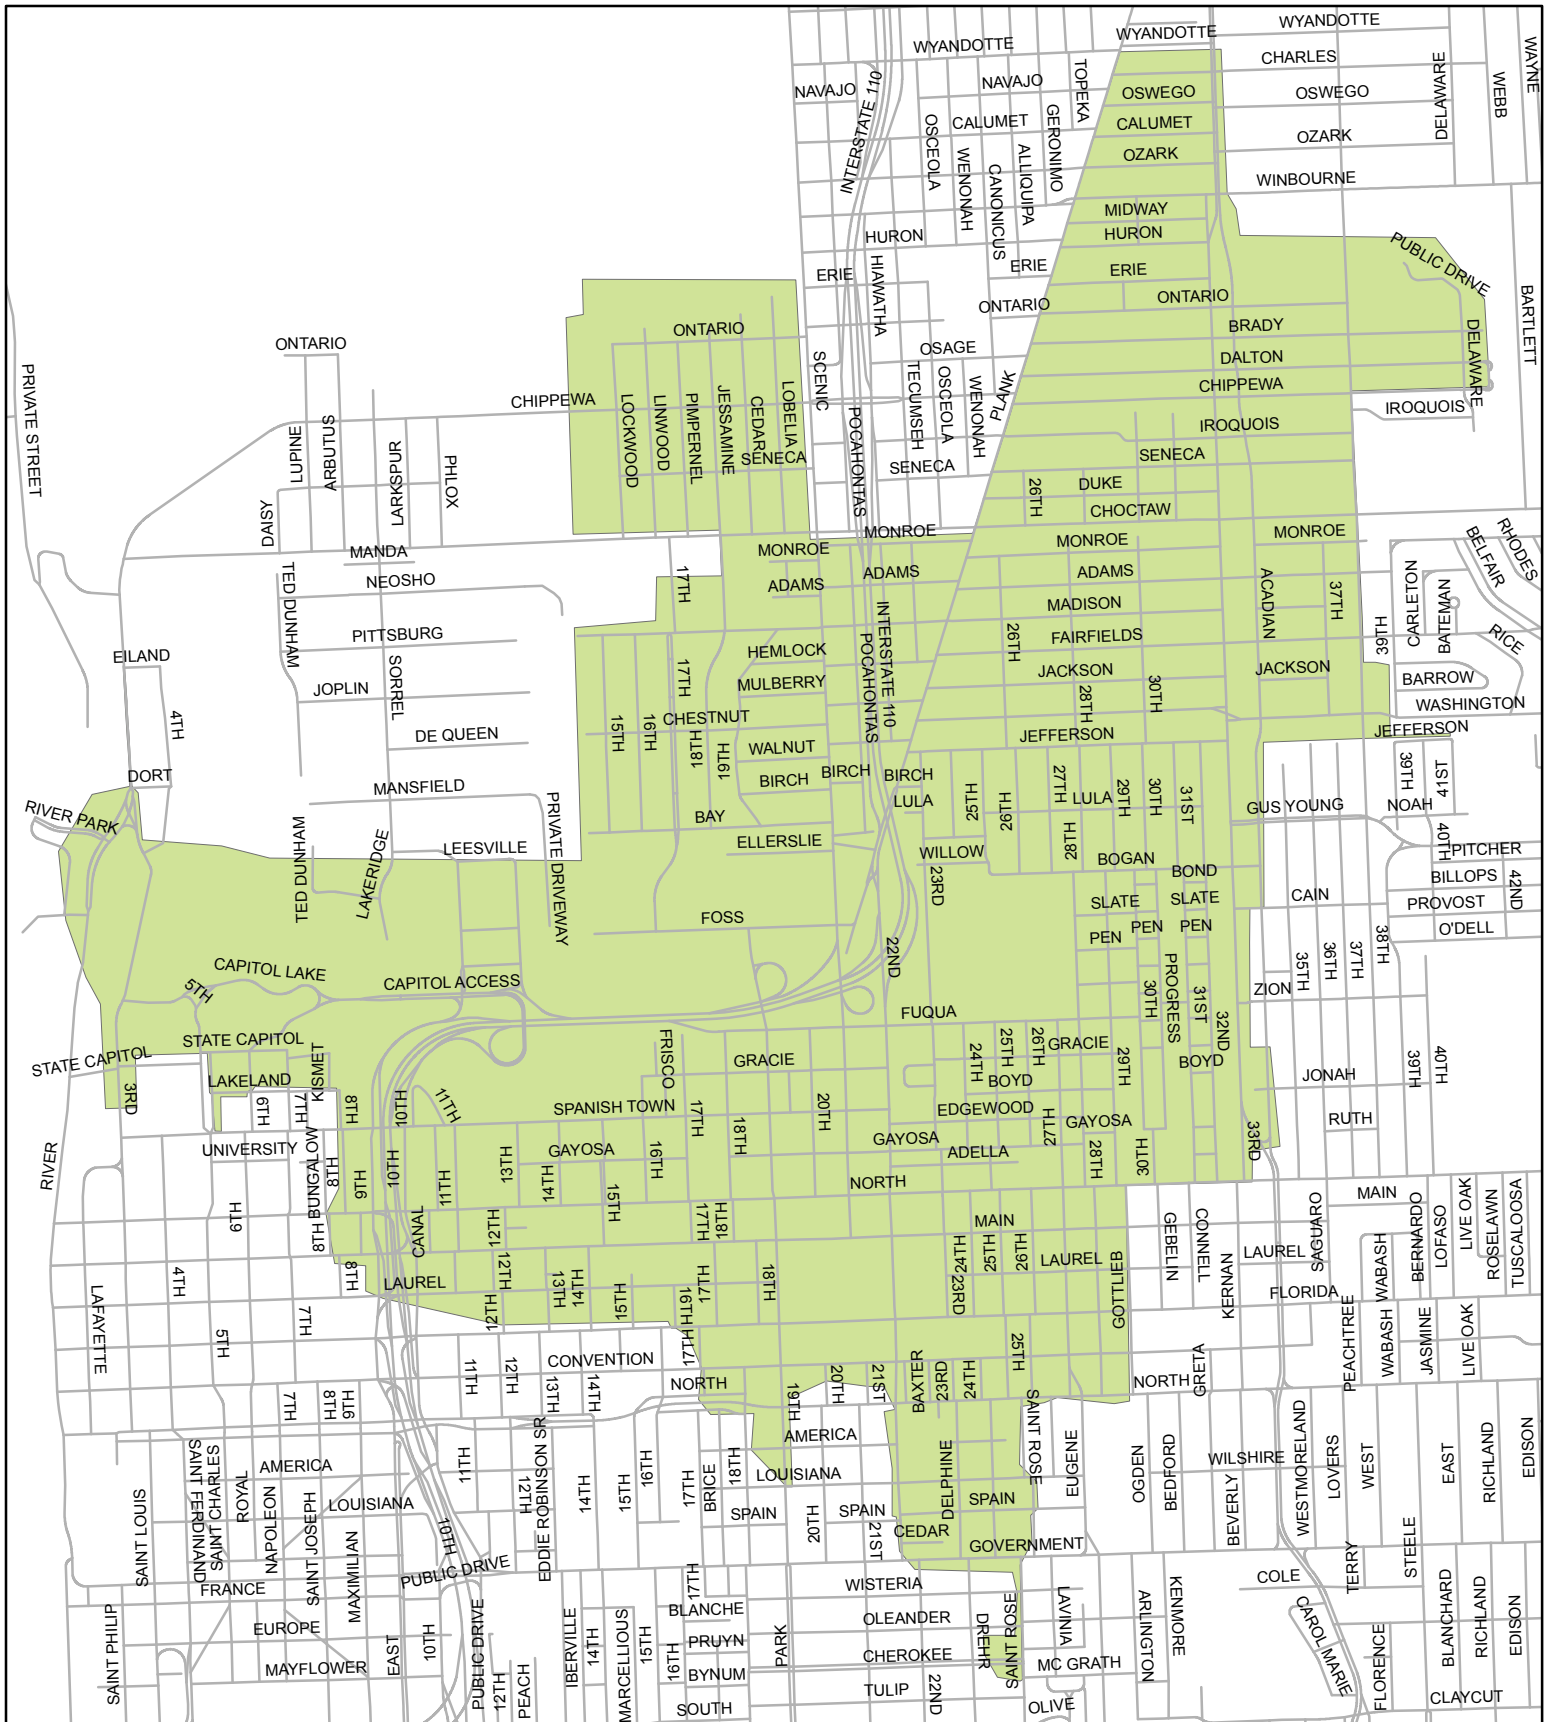 WYANDOTTE
WYANDOTTE
WYANDOTTE
CHARLES
DELAWARE
WAYNE
WEBB
NAVAJO
INTERSTATE 110
NAVAJO
TOPEKA
OSWEGO
OSWEGO
OSCEOLA
CALUMET
GERONIMO
CALUMET
OZARK
WENONAH
ALLIQUIPA
CANONICUS
OZARK
WINBOURNE
MIDWAY
HURON
HURON
PUBLIC DRIVE
ERIE
HIAWATHA
ERIE
ERIE
ONTARIO
ONTARIO
BARTLETT
ONTARIO
ONTARIO
BRADY
DELAWARE
SCENIC
OSAGE
DALTON
PRIVATE STREET
CHIPPEWA
LOCKWOOD
LINWOOD
PIMPERNEL
JESSAMINE
CEDAR
LOBELIA
POCAHONTAS
TECUMSEH
OSCEOLA
WENONAH
PLANK
CHIPPEWA
IROQUOIS
LUPINE
ARBUTUS
LARKSPUR
PHLOX
IROQUOIS
SENECA
SENECA
SENECA
DAISY
26TH
DUKE
CHOCTAW
MANDA
MONROE
MONROE
MONROE
MONROE
BELFAIR
RHODES
NEOSHO
TED DUNHAM
17TH
ADAMS
ADAMS
ADAMS
ACADIAN
37TH
39TH
CARLETON
BATEMAN
INTERSTATE 110
POCAHONTAS
MADISON
PITTSBURG
26TH
FAIRFIELDS
RICE
EILAND
HEMLOCK
17TH
JACKSON
JACKSON
SORREL
JOPLIN
MULBERRY
28TH
30TH
BARROW
4TH
15TH
16TH
CHESTNUT
18TH
19TH
WASHINGTON
DE QUEEN
WALNUT
JEFFERSON
JEFFERSON
DORT
MANSFIELD
BIRCH
BIRCH
BIRCH
27TH
39TH
41ST
RIVER PARK
PRIVATE DRIVEWAY
BAY
LULA
25TH
26TH
LULA
29TH
30TH
31ST
GUS YOUNG
NOAH
TED DUNHAM
LAKERIDGE
LEESVILLE
ELLERSLIE
WILLOW
28TH
BOGAN
40TH
PITCHER
23RD
BOND
BILLOPS
42ND
FOSS
SLATE
SLATE
CAIN
PROVOST
PEN
PEN
PEN
O'DELL
CAPITOL LAKE
CAPITOL ACCESS
5TH
22ND
30TH
PROGRESS
31ST
32ND
35TH
36TH
37TH
38TH
ZION
FUQUA
STATE CAPITOL
STATE CAPITOL
KISMET
FRISCO
GRACIE
24TH
25TH
26TH
GRACIE
29TH
BOYD
39TH
40TH
3RD
LAKELAND
6TH
7TH
8TH
10TH
11TH
BOYD
JONAH
SPANISH TOWN
17TH
18TH
20TH
EDGEWOOD
27TH
GAYOSA
RUTH
UNIVERSITY
GAYOSA
16TH
GAYOSA
ADELLA
28TH
30TH
33RD
RIVER
BUNGALOW
8TH
9TH
10TH
11TH
13TH
14TH
15TH
NORTH
6TH
8TH
CANAL
12TH
17TH
18TH
MAIN
MAIN
GEBELIN
CONNELL
SAGUARO
BERNARDO
LOFASO
LIVE OAK
ROSELAWN
TUSCALOOSA
8TH
LAUREL
12TH
13TH
14TH
17TH
18TH
24TH
25TH
26TH
LAUREL
GOTTLIEB
LAUREL
WABASH
4TH
7TH
12TH
15TH
19TH
23RD
KERNAN
FLORIDA
LAFAYETTE
5TH
17TH
25TH
PEACHTREE
WABASH
JASMINE
LIVE OAK
11TH
12TH
CONVENTION
13TH
14TH
NORTH
19TH
20TH
21ST
BAXTER
23RD
24TH
NORTH
GRETA
7TH
8TH
9TH
SAINT ROSE
AMERICA
AMERICA
SAINT FERDINAND
SAINT CHARLES
ROYAL
11TH
EDDIE ROBINSON SR
16TH
18TH
EUGENE
WILSHIRE
WESTMORELAND
LOVERS
WEST
EAST
RICHLAND
EDISON
SAINT LOUIS
NAPOLEON
SAINT JOSEPH
LOUISIANA
12TH
14TH
15TH
17TH
BRICE
LOUISIANA
DELPHINE
OGDEN
BEDFORD
BEVERLY
MAXIMILIAN
10TH
SPAIN
20TH
SPAIN
21ST
SPAIN
CEDAR
GOVERNMENT
PUBLIC DRIVE
STEELE
TERRY
FRANCE
17TH
WISTERIA
COLE
SAINT PHILIP
EUROPE
EAST
10TH
PUBLIC DRIVE
IBERVILLE
14TH
MARCELLIOUS
15TH
BLANCHE
PARK
OLEANDER
DREHR
SAINT ROSE
LAVINIA
ARLINGTON
KENMORE
CAROL MARIE
FLORENCE
BLANCHARD
RICHLAND
EDISON
PRUYN
MAYFLOWER
16TH
BYNUM
CHEROKEE
MC GRATH
12TH
PEACH
SOUTH
TULIP
22ND
OLIVE
CLAYCUT